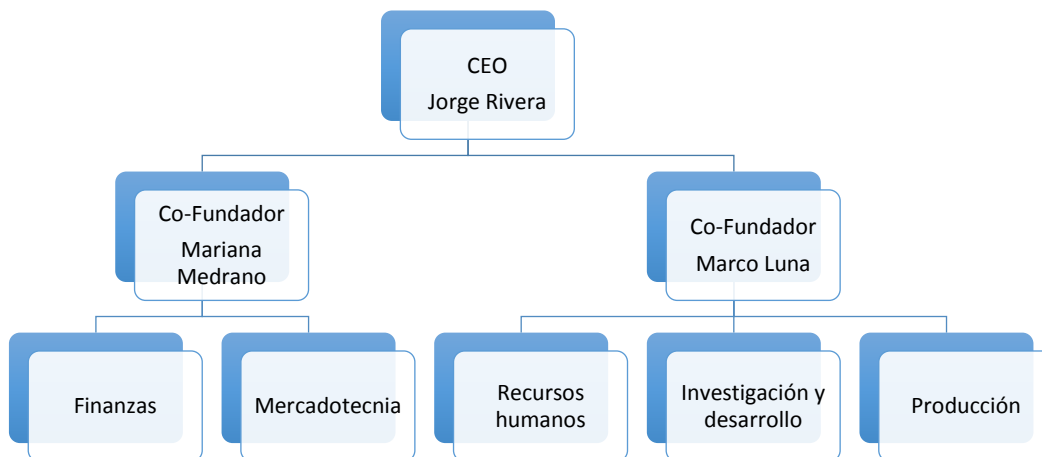 CEO
Jorge Rivera
Co-Fundador
Mariana
Medrano
Co-Fundador
Marco Luna
Finanzas
Mercadotecnia
Recursos
humanos
Investigación y
desarrollo
Producción